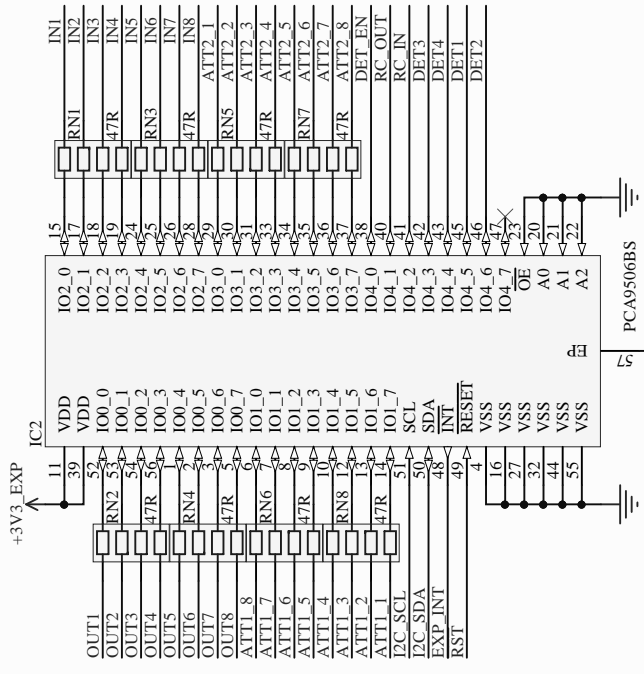 IN1
IN2
IN3
IN4
IN5
IN6
IN7
IN8
ATT2_1
ATT2_2
ATT2_3
ATT2_4
ATT2_5
ATT2_6
ATT2_7
ATT2_8
DET_EN
RC_OUT
RC_IN
DET3
DET4
DET1
DET2
RN1
47R
RN3
47R
RN5
47R
RN7
47R
15
17
18
19
24
25
26
28
29
30
31
33
34
35
36
37
38
40
41
42
43
45
46
47
23
20
21
22
IO2_0
IO2_1
IO2_2
IO2_3
IO2_4
IO2_5
IO2_6
IO2_7
IO3_0
IO3_1
IO3_2
IO3_3
IO3_4
IO3_5
IO3_6
IO3_7
IO4_0
IO4_1
IO4_2
IO4_3
IO4_4
IO4_5
IO4_6
IO4_7
OE
A0
A1
A2
PCA9506BS
EP
57
IC2
VDD
VDD
IO0_0
IO0_1
IO0_2
IO0_3
IO0_4
IO0_5
IO0_6
IO0_7
IO1_0
IO1_1
IO1_2
IO1_3
IO1_4
IO1_5
IO1_6
IO1_7
SCL
SDA
INT
RESET
VSS
VSS
VSS
VSS
VSS
VSS
11
39
52
53
54
56
1
2
3
5
6
7
8
9
10
12
13
14
51
50
48
49
4
16
27
32
44
55
+3V3_EXP
RN2
47R
RN4
47R
RN6
47R
RN8
47R
OUT1
OUT2
OUT3
OUT4
OUT5
OUT6
OUT7
OUT8
ATT1_8
ATT1_7
ATT1_6
ATT1_5
ATT1_4
ATT1_3
ATT1_2
ATT1_1
I2C_SCL
I2C_SDA
EXP_INT
RST